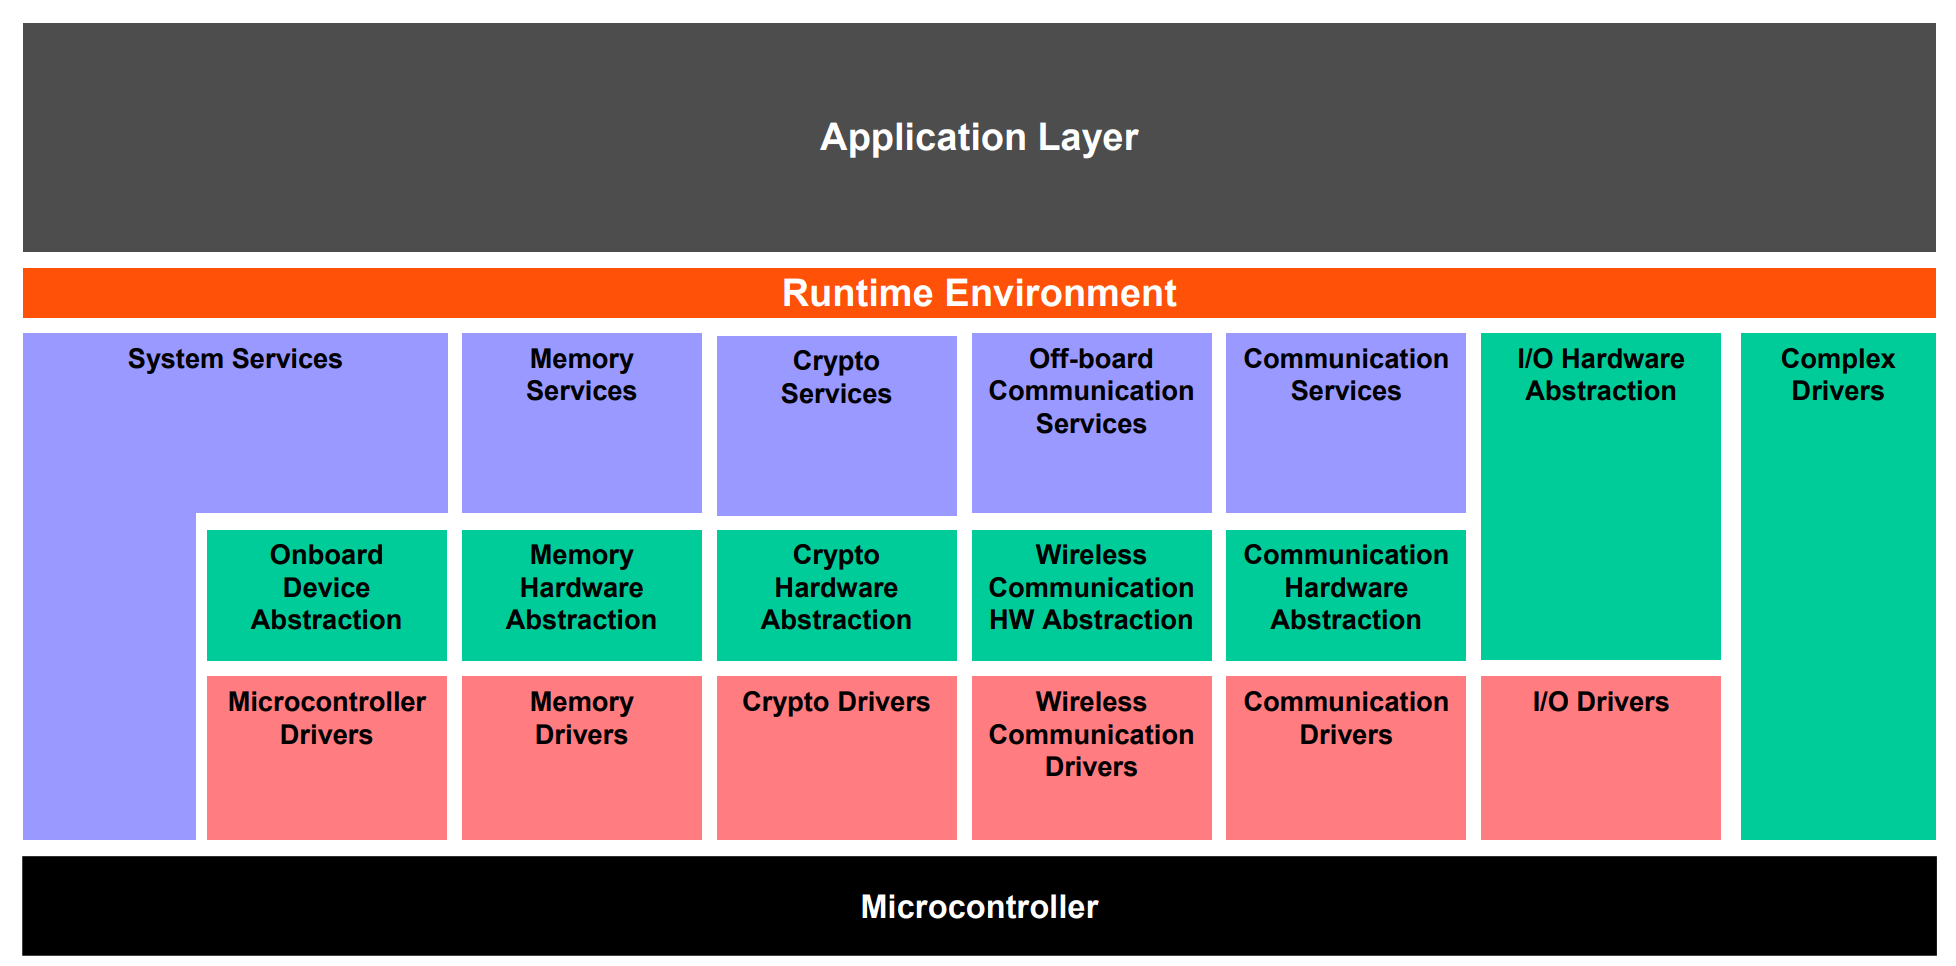 Application Layer
Runtime Environment
System Services
Memory
Services
Crypto
Services
Off-board
Communication
Services
Communication
Services
I/O Hardware
Abstraction
Complex
Drivers
Onboard
Device
Abstraction
Memory
Hardware
Abstraction
Crypto
Hardware
Abstraction
Wireless
Communication
HW Abstraction
Communication
Hardware
Abstraction
Microcontroller
Drivers
Memory
Drivers
Crypto Drivers
Wireless
Communication
Drivers
Communication
Drivers
I/O Drivers
Microcontroller